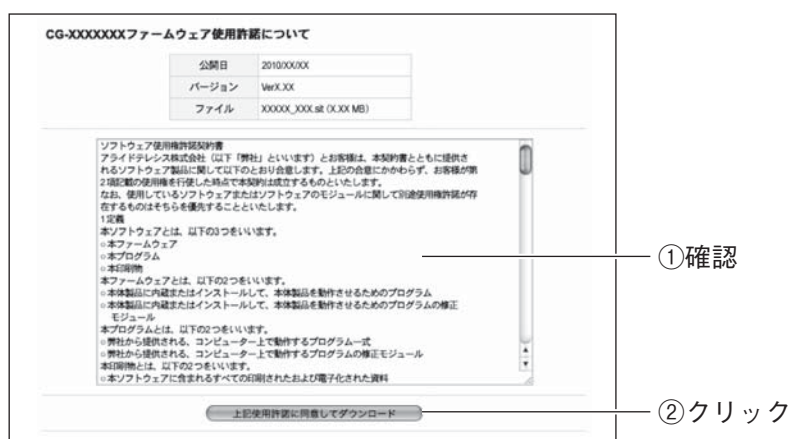 CG-XXXXXXXファームウェア使用許諾について
公開日 2010/XX/XX
バージョン VerX.XX
ファイル XXXXX_XXX.sit (X.XX MB)
ソフトウェア使用権許諾契約書
アライドテレシス株式会社（以下「弊社」といいます）とお客様は、本契約書とともに提供さ
れるソフトウェア製品に関して以下のとおり合意します。上記の合意にかかわらず、お客様が第
2項記載の使用権を行使した時点で本契約は成立するものといたします。
なお、使用しているソフトウェアまたはソフトウェアのモジュールに関して別途使用権許諾が存
在するものはそちらを優先することといたします。
1定義
本ソフトウェアとは、以下の3つをいいます。
○本ファームウェア
○本プログラム
○本印刷物
本ファームウェアとは、以下の2つをいいます。
○本体製品に内蔵またはインストールして、本体製品を動作させるためのプログラム
○本体製品に内蔵またはインストールして、本体製品を動作させるためのプログラムの修正
モジュール
本プログラムとは、以下の2つをいいます。
○弊社から提供される、コンピューター上で動作するプログラム一式
○弊社から提供される、コンピューター上で動作するプログラムの修正モジュール
本印刷物とは、以下の2つをいいます。
○本ソフトウェアに含まれるすべての印刷されたおよび電子化された資料
①確認
上記使用許諾に同意してダウンロード
②クリック